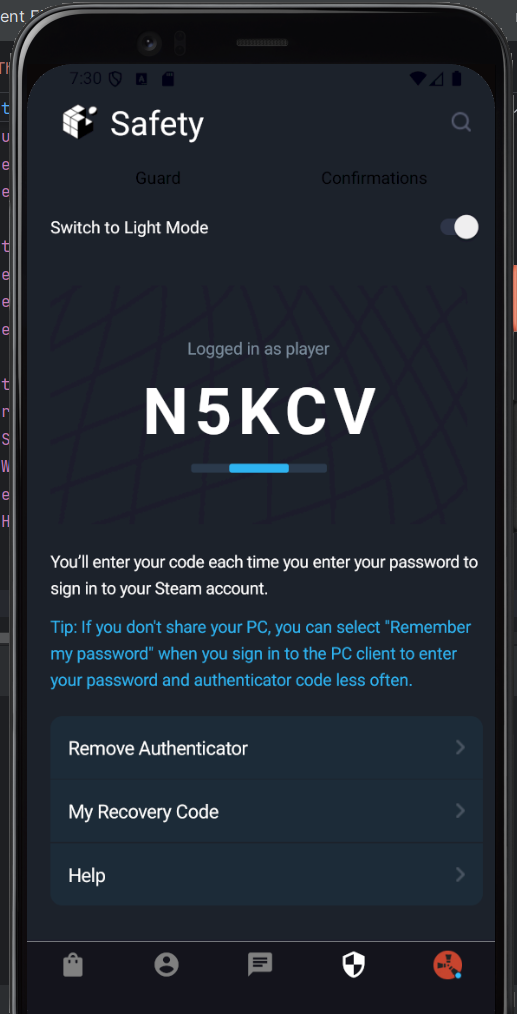 7:30
Safety
Guard
Confirmations
Switch to Light Mode
Logged in as player
N5KCV
You'll enter your code each time you enter your password to
sign in to your Steam account.
Tip: If you don't share your PC, you can select "Remember
my password" when you sign in to the PC client to enter
your password and authenticator code less often.
Remove Authenticator
My Recovery Code
Help